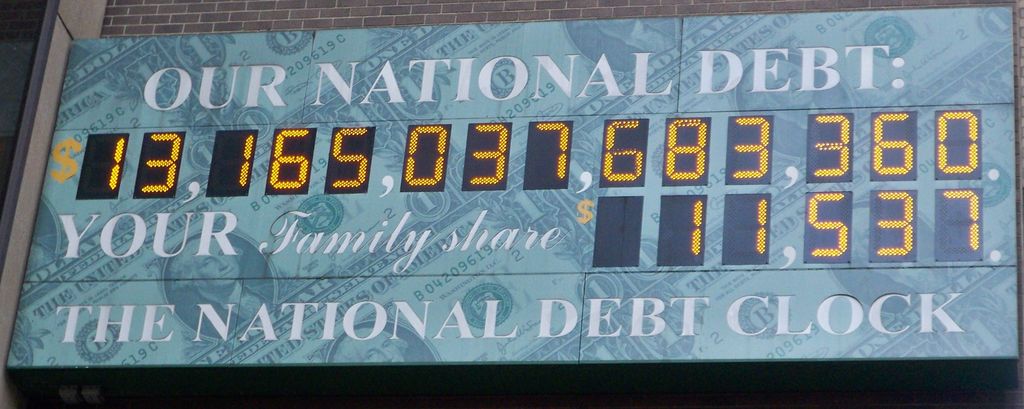 OUR NATIONAL DEBT:
$13,165,037,683,360.
YOUR Family share $11,537.
THE NATIONAL DEBT CLOCK